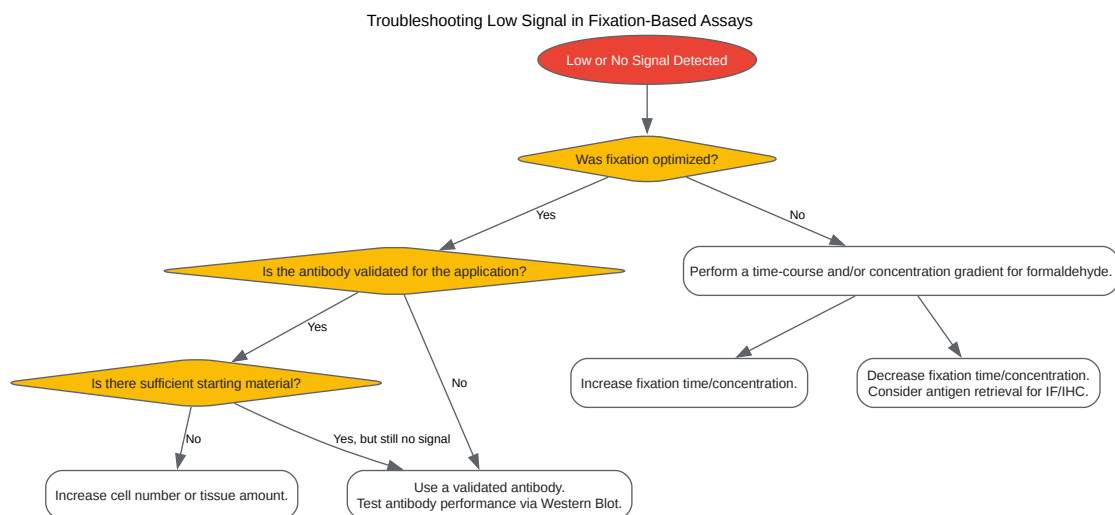 Troubleshooting Low Signal in Fixation-Based Assays
Low or No Signal Detected
Was fixation optimized?
Yes
No
Is the antibody validated for the application?
Perform a time-course and/or concentration gradient for formaldehyde.
Yes
No
Is there sufficient starting material?
Increase fixation time/concentration.
Decrease fixation time/concentration.
Consider antigen retrieval for IF/IHC.
No
Yes, but still no signal
Increase cell number or tissue amount.
Use a validated antibody.
Test antibody performance via Western Blot.